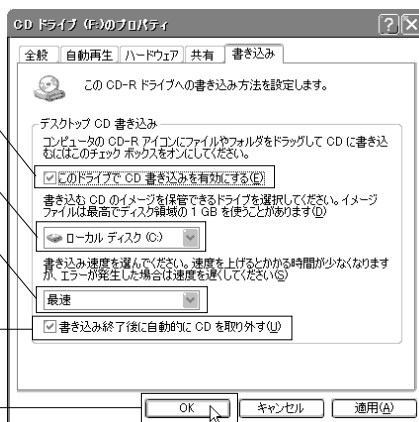 CD ドライブ (F:)のプロパティ
全般 自動再生 ハードウェア 共有 書き込み
この CD-R ドライブへの書き込み方法を設定します。
デスクトップ CD 書き込み
コンピュータの CD-R アイコンにファイルやフォルダをドラッグして CD に書き込
むにはこのチェック ボックスをオンにしてください。
このドライブで CD 書き込みを有効にする(E)
書き込む CD のイメージを保管できるドライブを選択してください。イメージ
ファイルは最高でディスク領域の 1 GB を使うことがあります(D)
ローカル ディスク (C:)
書き込み速度を選んでください。速度を上げるとかかる時間が少なくなります
が、エラーが発生した場合は速度を遅くしてください(S)
最速
書き込み終了後に自動的に CD を取り外す(U)
OK キャンセル 適用(A)